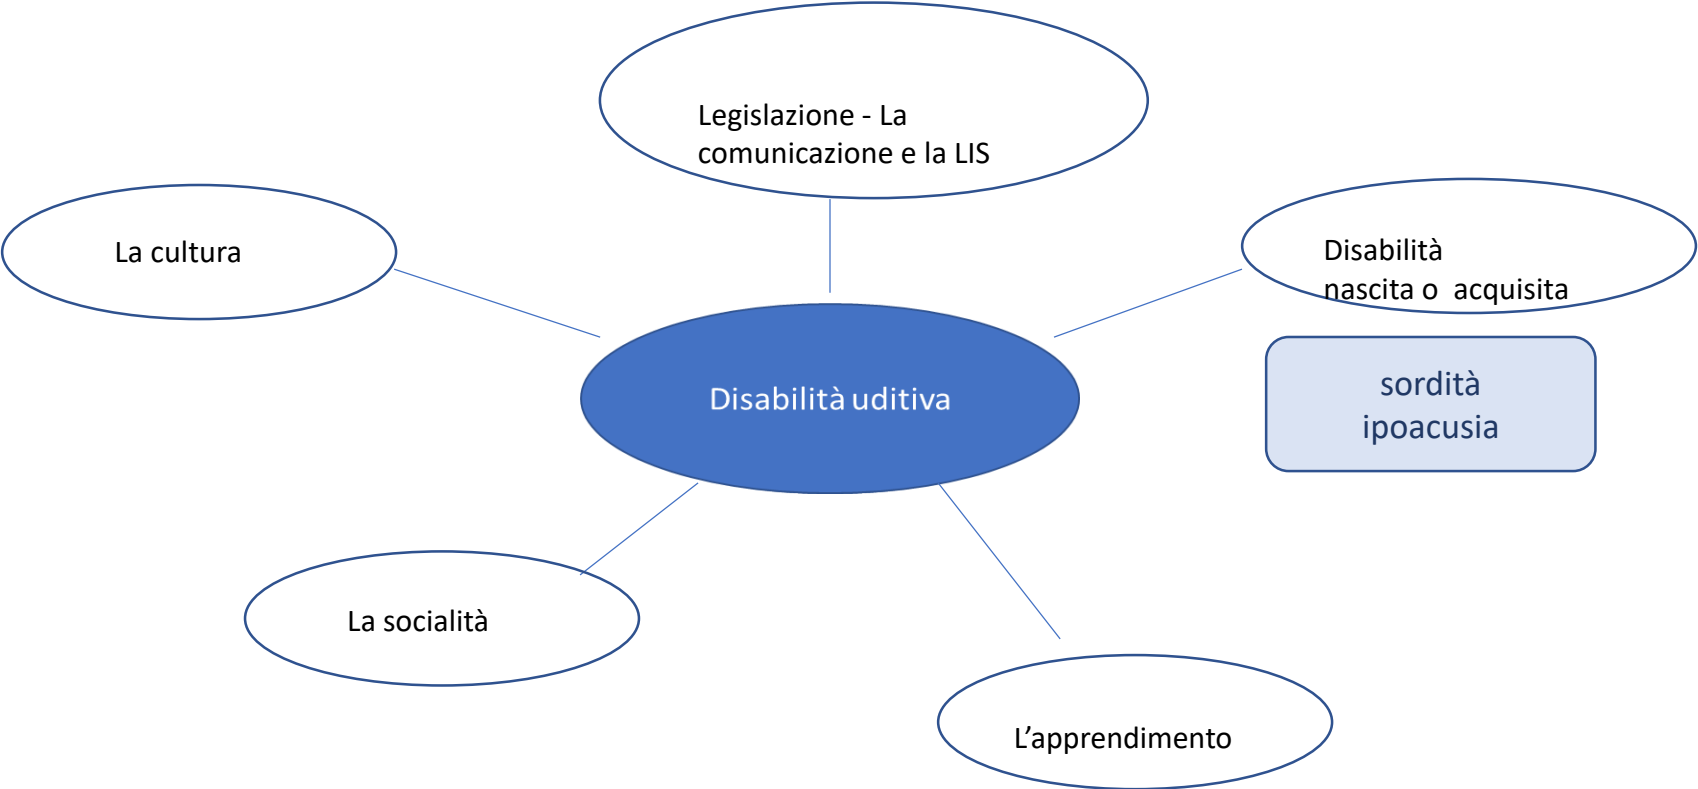 Legislazione - La
comunicazione e la LIS
La cultura
Disabilità
nascita o acquisita
sordità
ipoacusia
Disabilità uditiva
La socialità
L’apprendimento